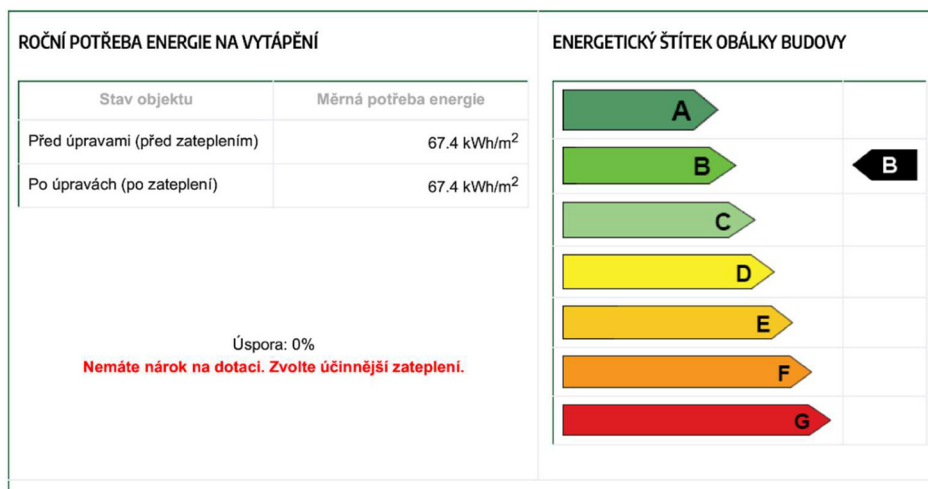 ROČNÍ POTŘEBA ENERGIE NA VYTÁPĚNÍ
Stav objektu Měrná potřeba energie
Před úpravami (před zateplením) 67.4 kWh/m²
Po úpravách (po zateplení) 67.4 kWh/m²
Úspora: 0%
Nemáte nárok na dotaci. Zvolte účinnější zateplení.
ENERGETICKÝ ŠTÍTEK OBÁLKY BUDOVY
A
B B
C
D
E
F
G